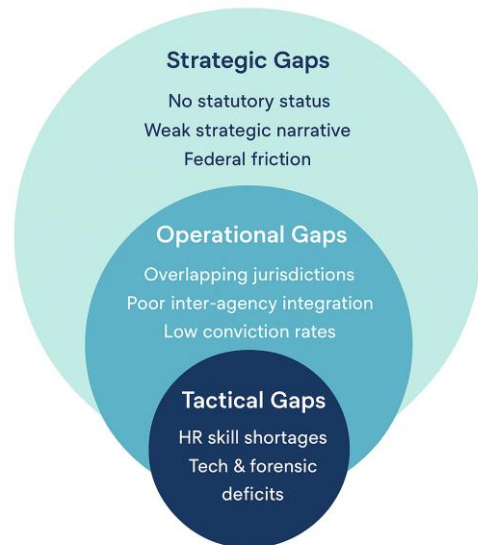 Strategic Gaps
No statutory status
Weak strategic narrative
Federal friction
Operational Gaps
Overlapping jurisdictions
Poor inter-agency integration
Low conviction rates
Tactical Gaps
HR skill shortages
Tech & forensic
deficits